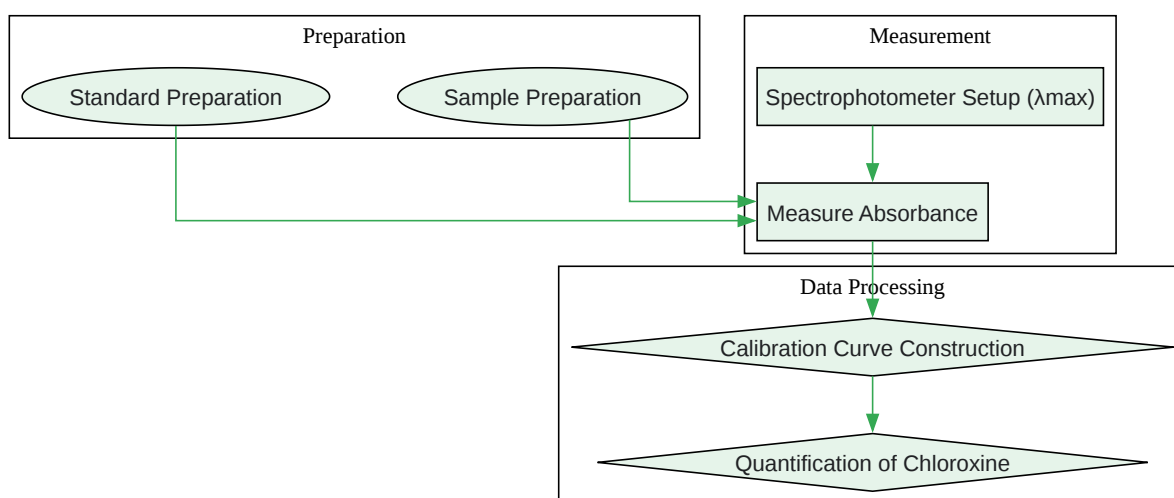 Preparation
Standard Preparation
Sample Preparation
Measurement
Spectrophotometer Setup (λmax)
Measure Absorbance
Data Processing
Calibration Curve Construction
Quantification of Chloroxine